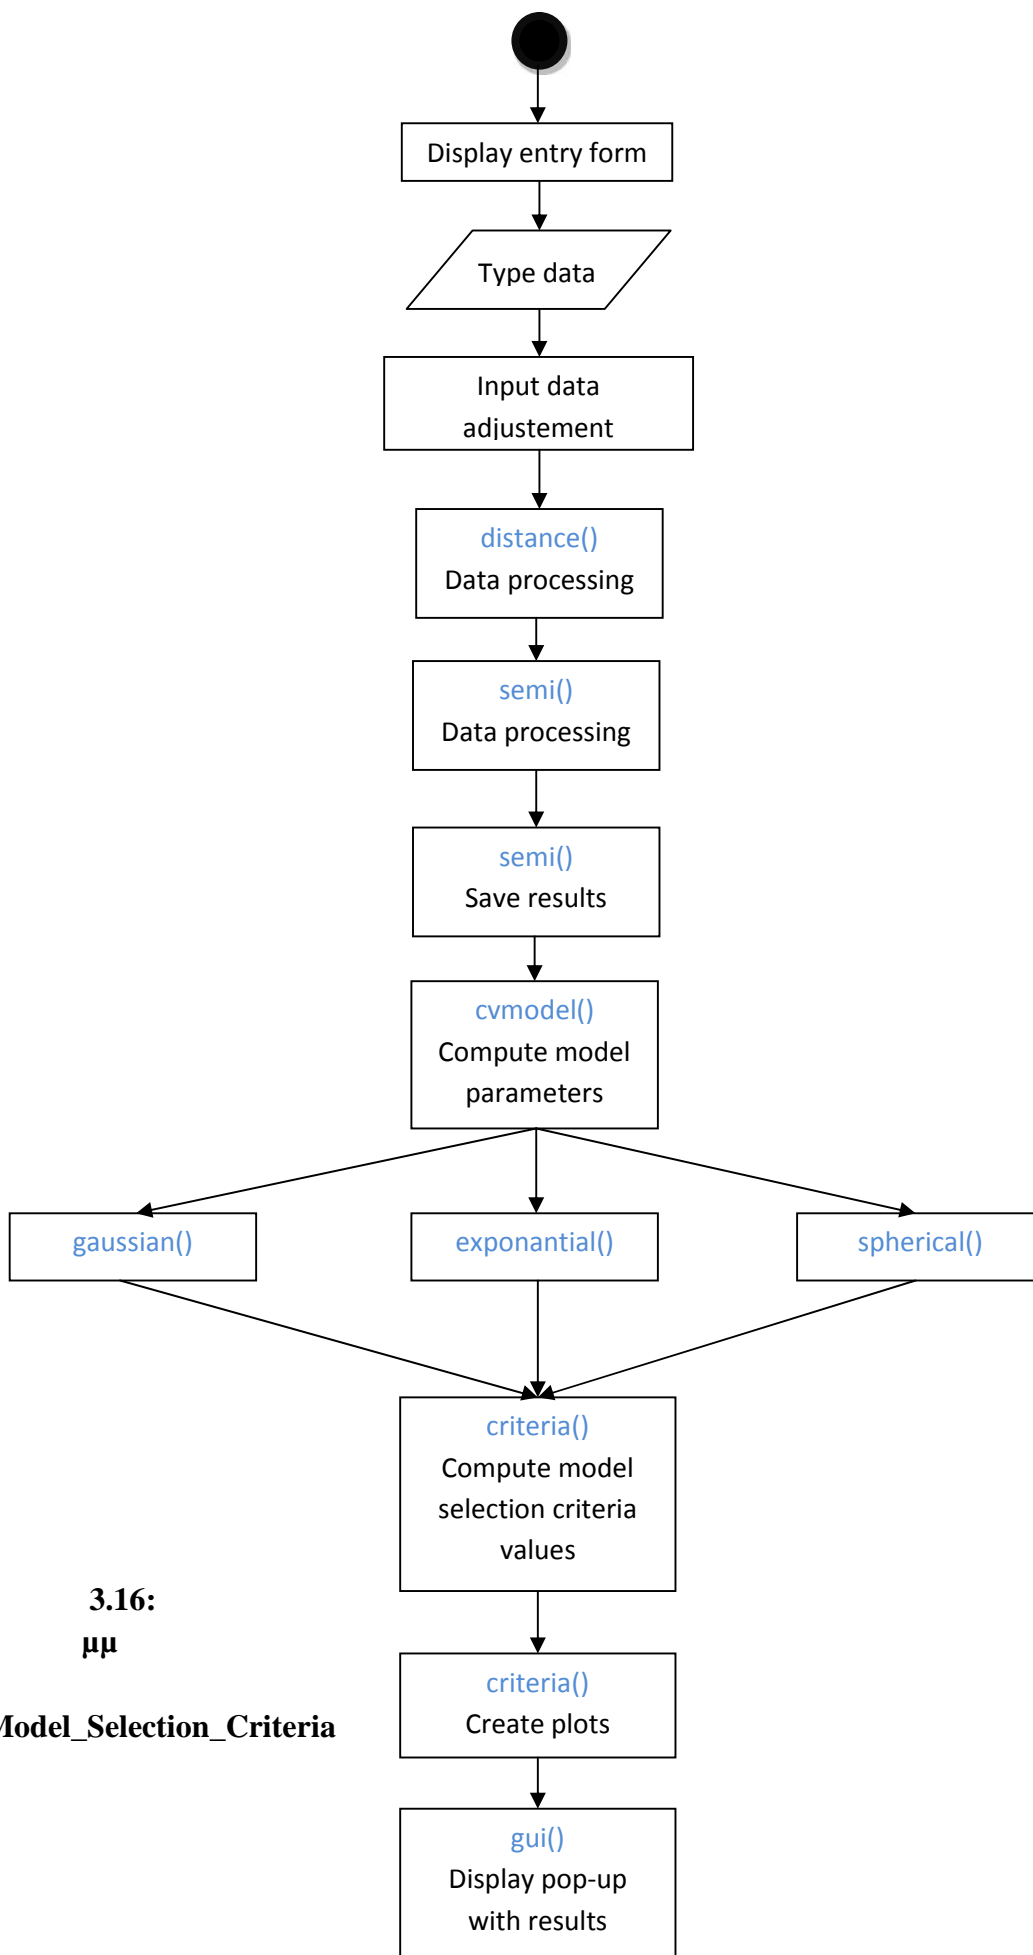 Display entry form
Type data
Input data
adjustement
distance()
Data processing
semi()
Data processing
semi()
Save results
cvmodel()
Compute model
parameters
gaussian()
exponantial()
spherical()
criteria()
Compute model
selection criteria
values
3.16:
μμ
Model_Selection_Criteria
criteria()
Create plots
gui()
Display pop-up
with results